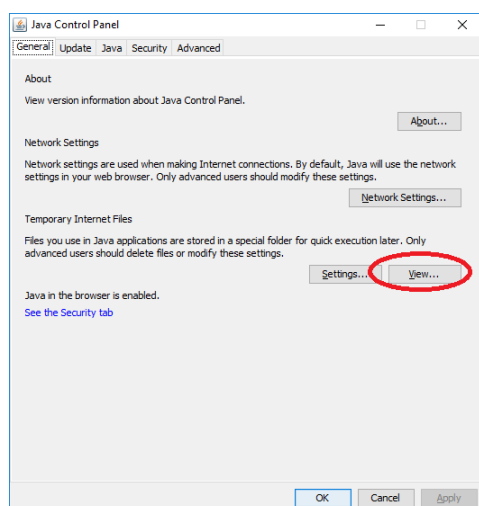 Java Control Panel
General Update Java Security Advanced
About
View version information about Java Control Panel.
About...
Network Settings
Network settings are used when making Internet connections. By default, Java will use the network
settings in your web browser. Only advanced users should modify these settings.
Network Settings...
Temporary Internet Files
Files you use in Java applications are stored in a special folder for quick execution later. Only
advanced users should delete files or modify these settings.
Settings... View...
Java in the browser is enabled.
See the Security tab
OK Cancel Apply